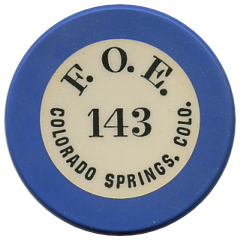 F. O. E.
143
COLORADO SPRINGS, COLO.